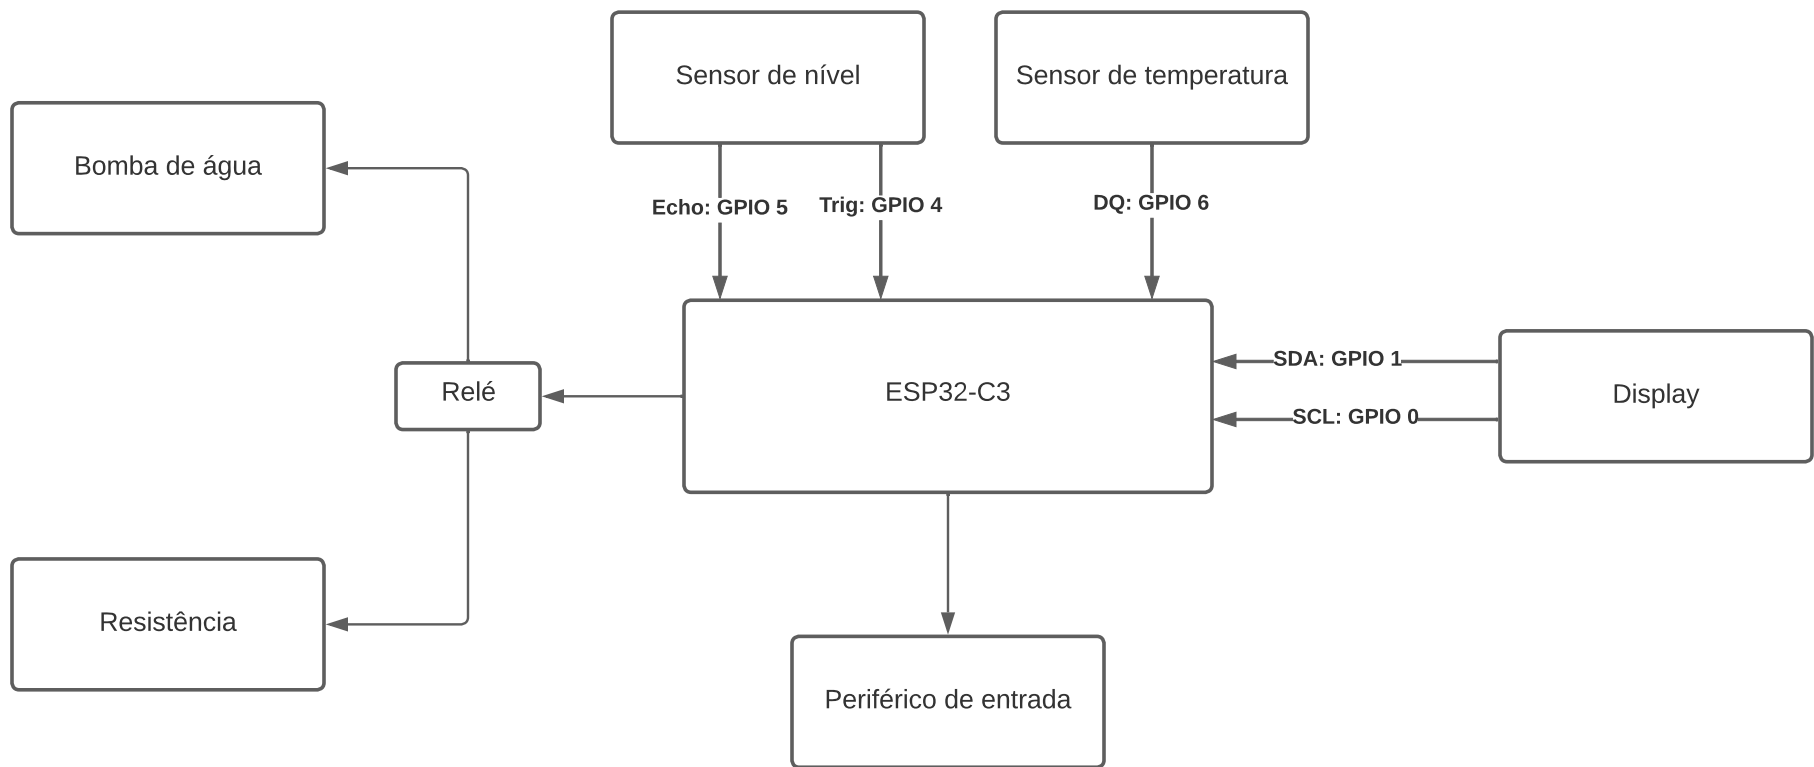 Sensor de nível
Sensor de temperatura
Bomba de água
Echo: GPIO 5
Trig: GPIO 4
DQ: GPIO 6
SDA: GPIO 1
Relé
ESP32-C3
Display
SCL: GPIO 0
Resistência
Periférico de entrada